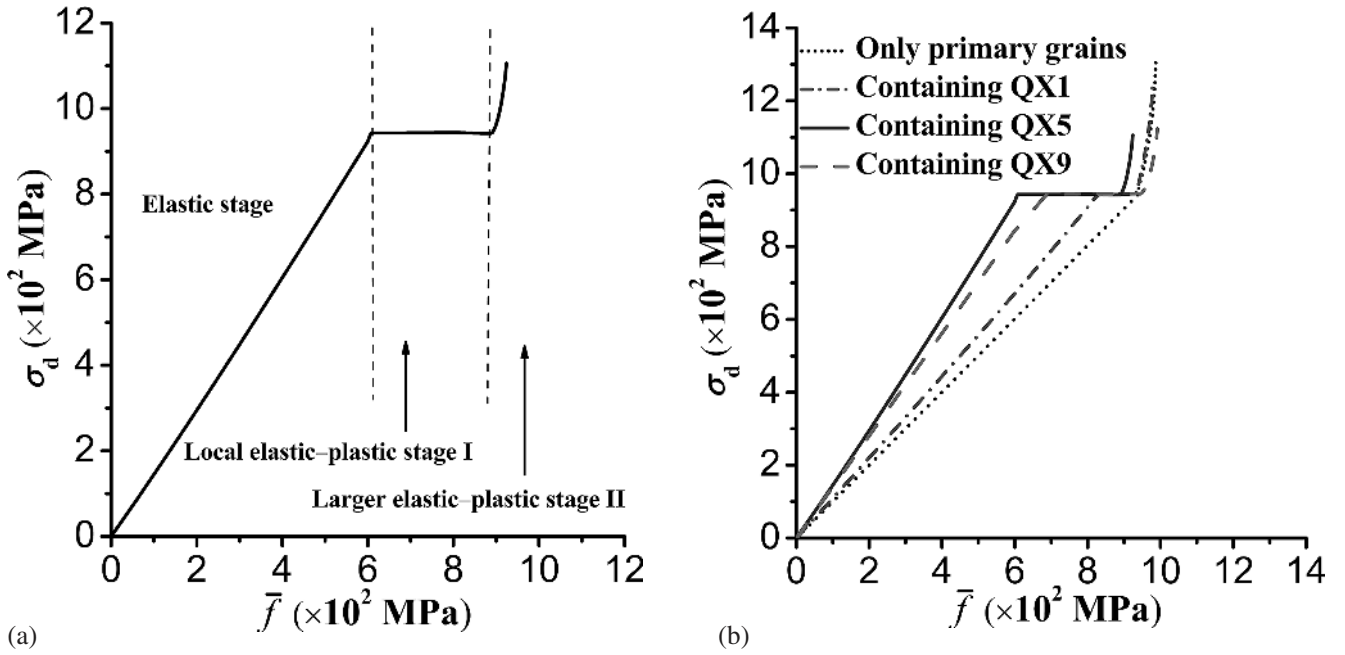 12
10
8
6
4
2
0
σd (×10² MPa)
Elastic stage
Local elastic–plastic stage I
Larger elastic–plastic stage II
0 2 4 6 8 10 12
f̄ (×10² MPa)
(a)
14
12
10
8
6
4
2
0
σd (×10² MPa)
Only primary grains
Containing QX1
Containing QX5
Containing QX9
0 2 4 6 8 10 12 14
f̄ (×10² MPa)
(b)